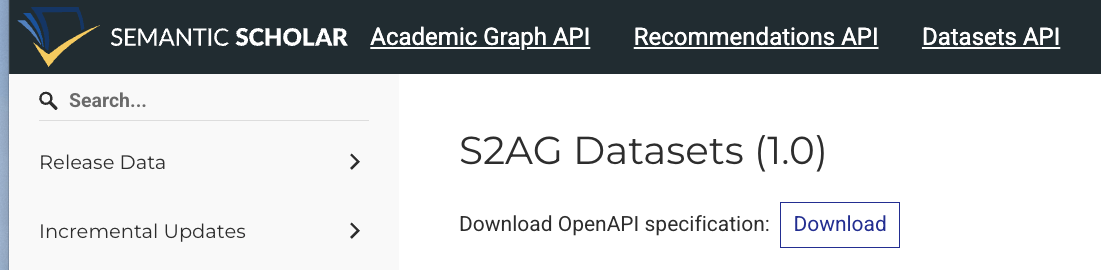 SEMANTIC SCHOLAR Academic Graph API Recommendations API Datasets API
Search...
Release Data
Incremental Updates
S2AG Datasets (1.0)
Download OpenAPI specification: Download